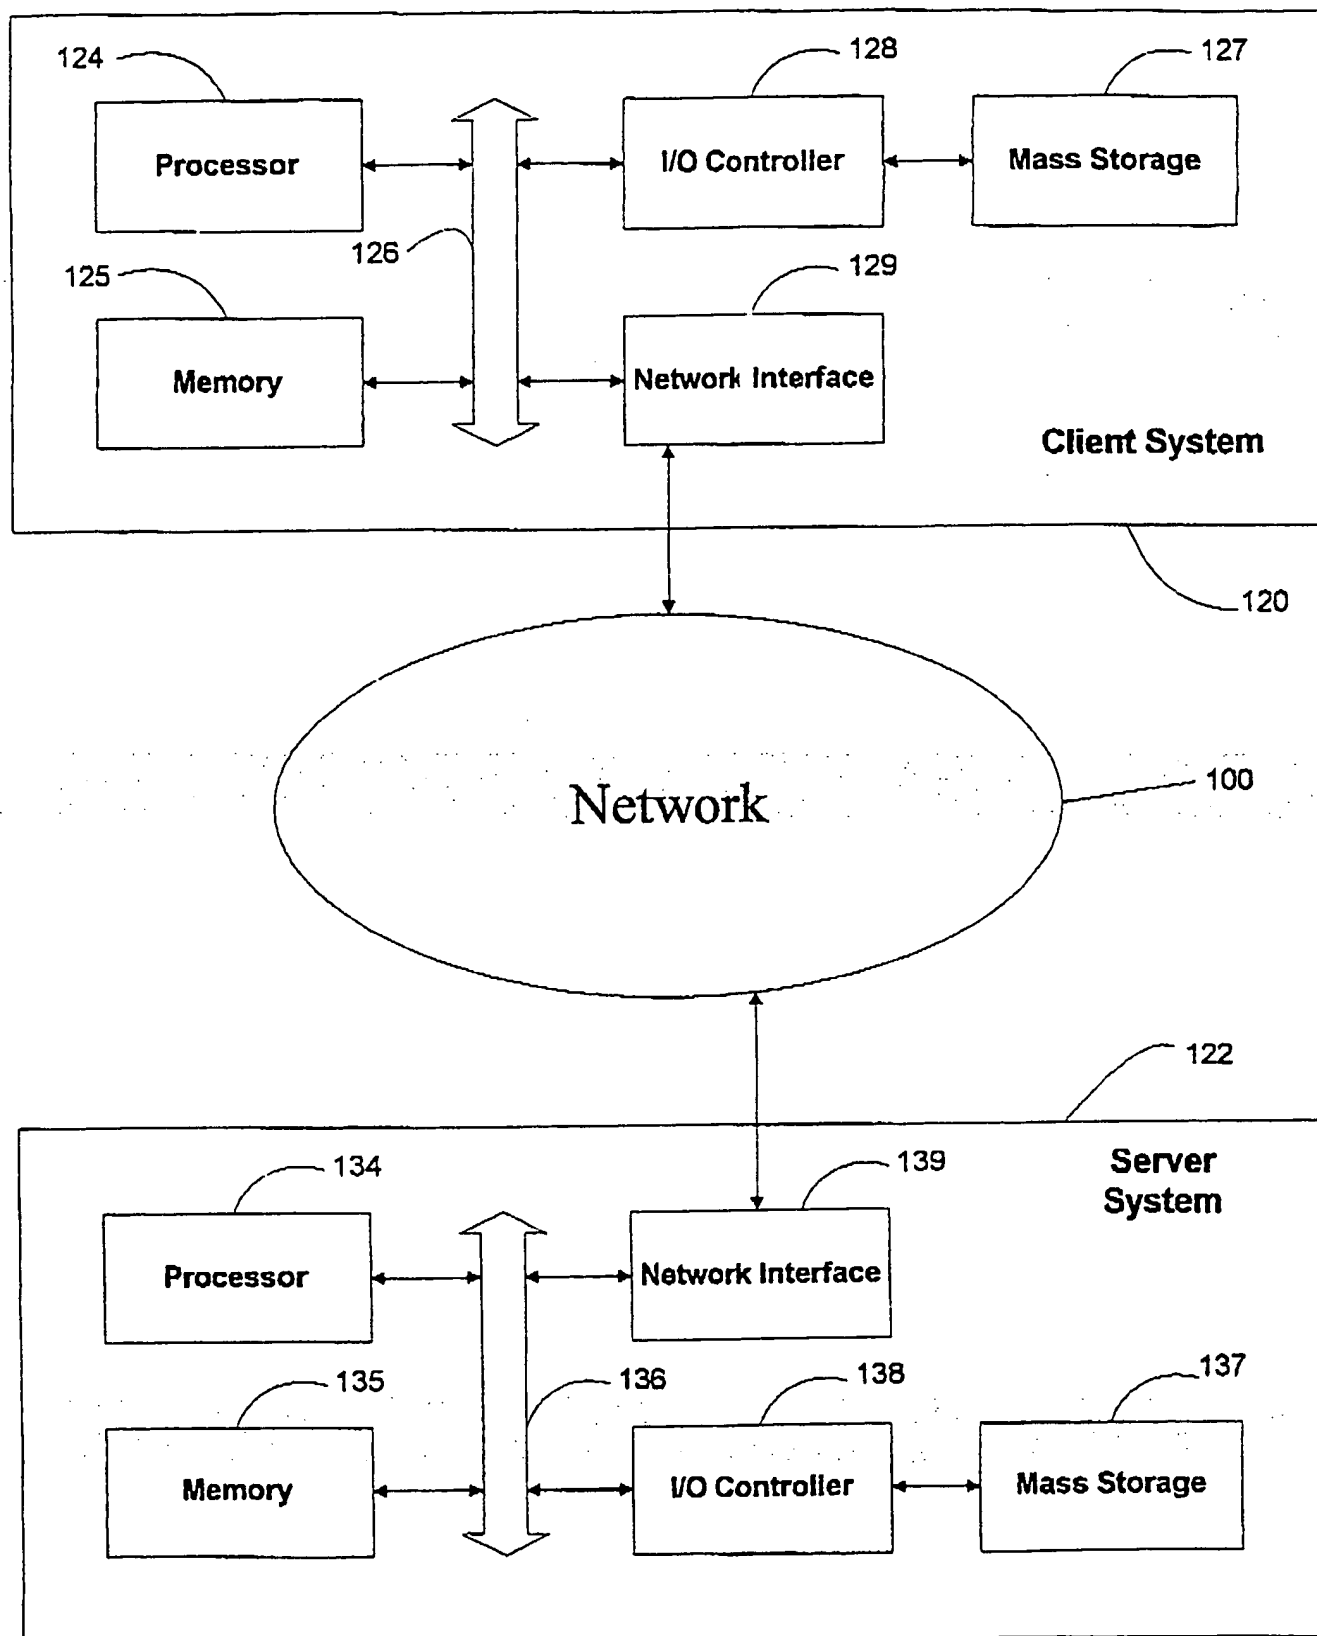 124
128
127
Processor
I/O Controller
Mass Storage
126
125
129
Memory
Network Interface
Client System
120
Network
100
122
Server
System
134
139
Processor
Network Interface
135
136
138
137
Memory
I/O Controller
Mass Storage